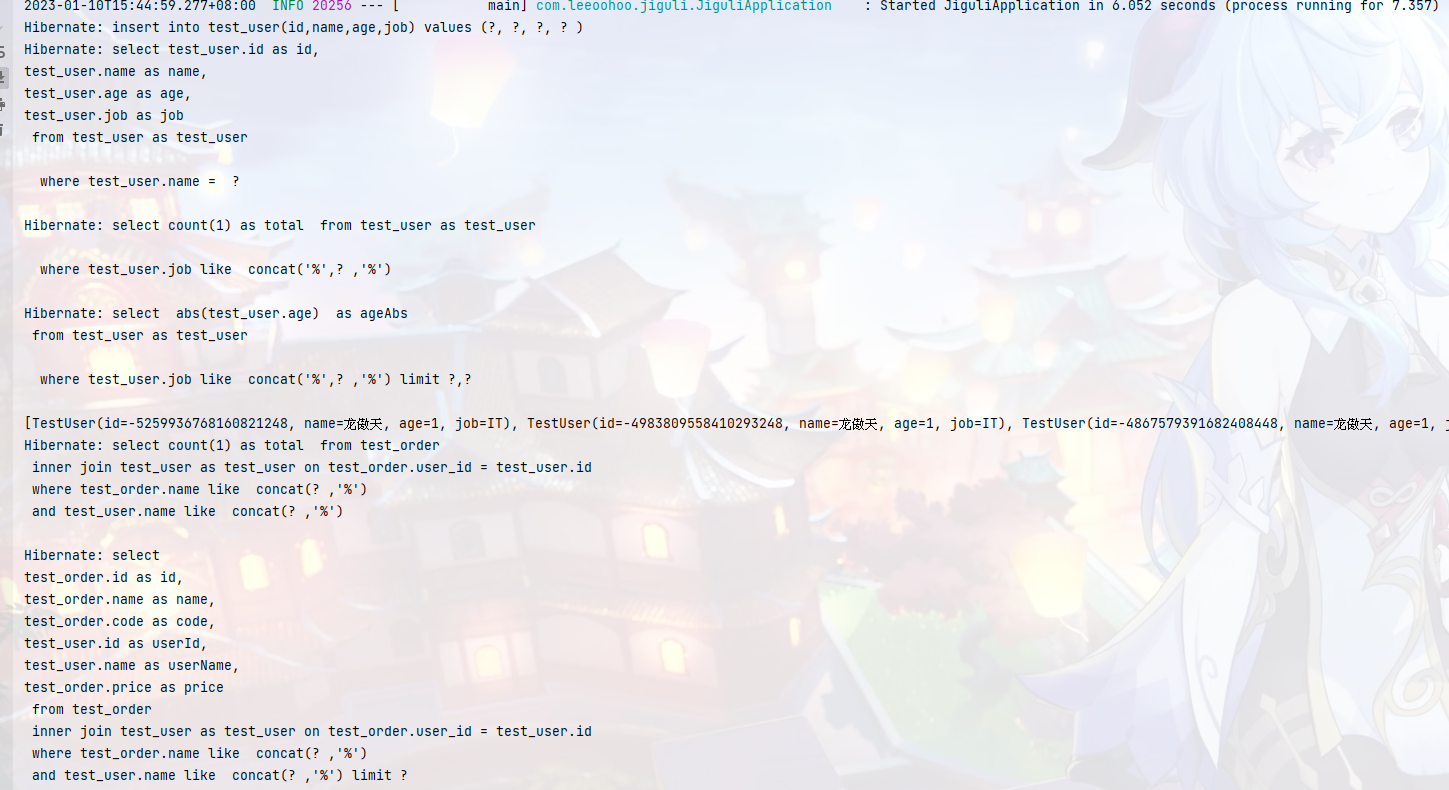 2023-01-10T15:44:59.277+08:00  INFO 20256 --- [           main] com.leeoohoo.jiguli.JiguliApplication    : Started JiguliApplication in 6.052 seconds (process running for 7.357)
Hibernate: insert into test_user(id,name,age,job) values (?, ?, ?, ? )
Hibernate: select test_user.id as id,
test_user.name as name,
test_user.age as age,
test_user.job as job
 from test_user as test_user
  where test_user.name =  ?
Hibernate: select count(1) as total  from test_user as test_user
  where test_user.job like  concat('%',? ,'%')
Hibernate: select  abs(test_user.age)  as ageAbs
 from test_user as test_user
  where test_user.job like  concat('%',? ,'%') limit ?,?
[TestUser(id=-5259936768160821248, name=龙傲天, age=1, job=IT), TestUser(id=-4983809558410293248, name=龙傲天, age=1, job=IT), TestUser(id=-4867579391682408448, name=龙傲天, age=1,
Hibernate: select count(1) as total  from test_order
 inner join test_user as test_user on test_order.user_id = test_user.id
 where test_order.name like  concat(? ,'%')
 and test_user.name like  concat(? ,'%')
Hibernate: select
test_order.id as id,
test_order.name as name,
test_order.code as code,
test_user.id as userId,
test_user.name as userName,
test_order.price as price
 from test_order
 inner join test_user as test_user on test_order.user_id = test_user.id
 where test_order.name like  concat(? ,'%')
 and test_user.name like  concat(? ,'%') limit ?